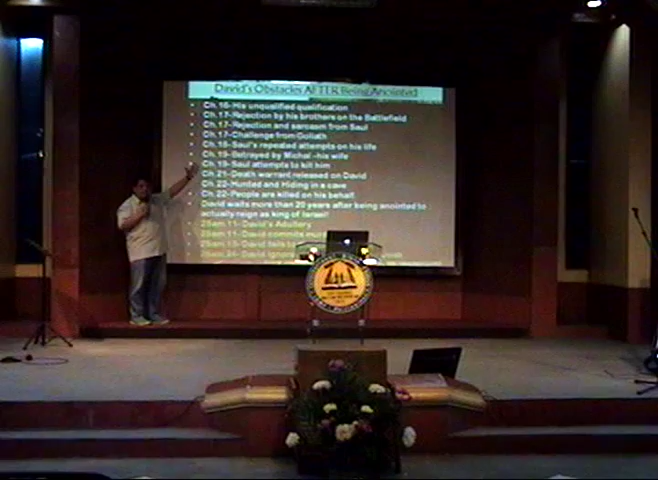 David's Obstacles AFTER Being Anointed
Ch.16-His unqualified qualification
Ch.17-Rejection by his brothers on the Battlefield
Ch.17-Rejection and sarcasm from Saul
Ch.17-Challenge from Goliath
Ch.18-Saul's repeated attempts on his life
Ch.19-Betrayed by Michal -his wife
Ch.19-Saul attempts to kill him
Ch.21-Death warrant released on David
Ch.22-Hunted and Hiding in a cave
Ch.22-People are killed on his behalf
David waits more than 20 years after being anointed to
actually reign as king of Israel!
2Sam 11- David's Adultery
2Sam 11-David commits
2Sam 13-David fails to
2Sam 24- David